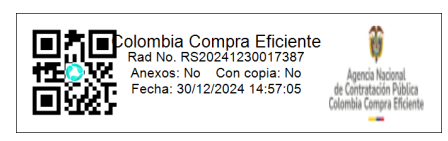 Colombia Compra Eficiente
Rad No. RS20241230017387
Anexos: No Con copia: No
Fecha: 30/12/2024 14:57:05
Agencia Nacional
de Contratación Pública
Colombia Compra Eficiente